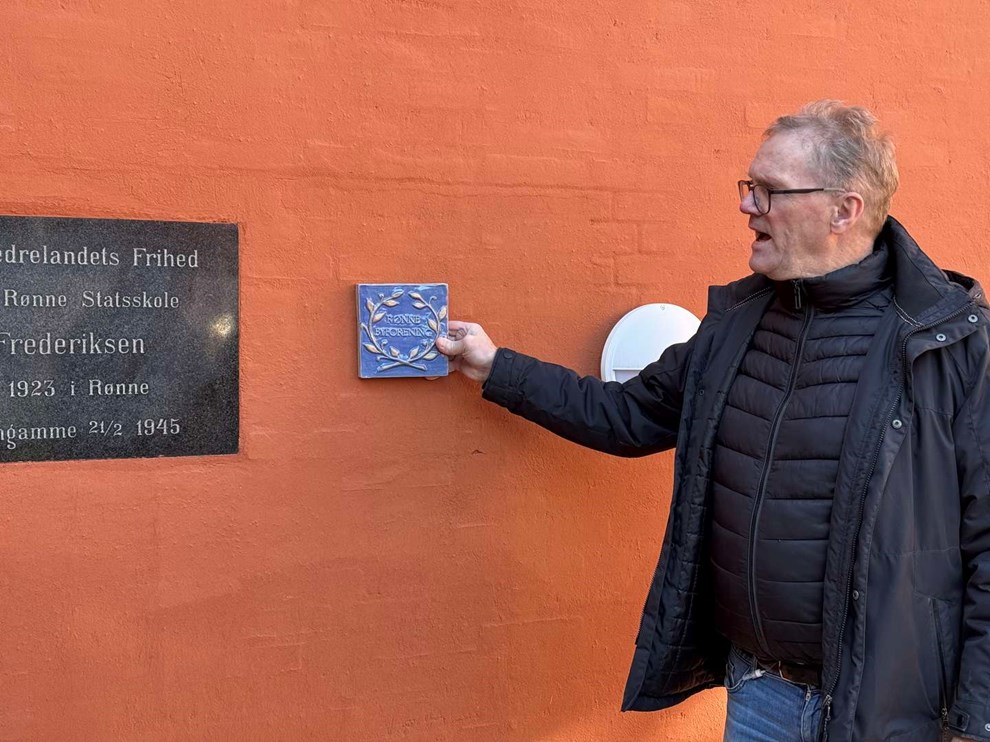 edrelandets Frihed
Rønne Statsskole
Frederiksen
1923 i Rønne
ngamme 21/2 1945
RØNNE
BYFORENING